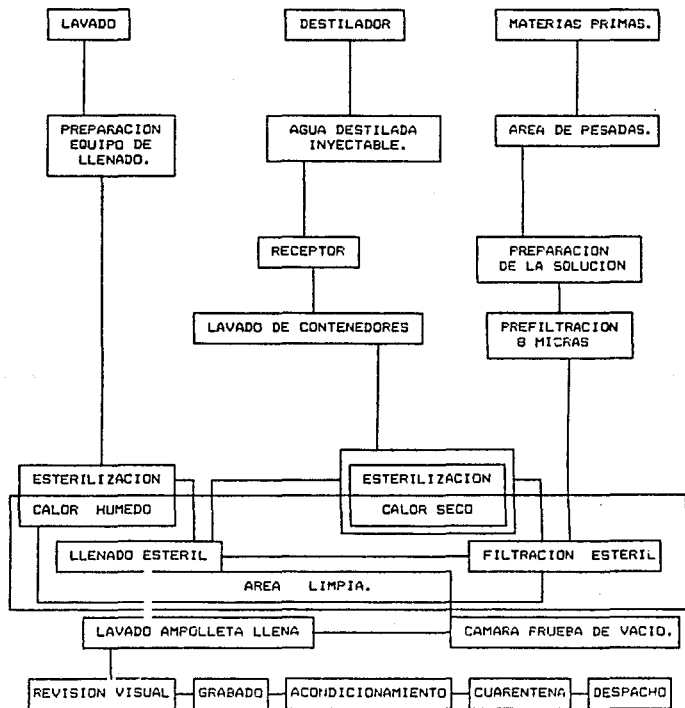 LAVADO
DESTILADOR
MATERIAS PRIMAS.
PREPARACION
EQUIPO DE
LLENADO.
AGUA DESTILADA
INYECTABLE.
AREA DE PESADAS.
RECEPTOR
PREPARACION
DE LA SOLUCION
LAVADO DE CONTENEDORES
PREFILTRACION
8 MICRAS
ESTERILIZACION
CALOR HUMEDO
ESTERILIZACION
CALOR SECO
LLENADO ESTERIL
FILTRACION ESTERIL
AREA LIMPIA.
LAVADO AMPOLLETA LLENA
CAMARA PRUEBA DE VACIO.
REVISION VISUAL
GRABADO
ACONDICIONAMIENTO
CUARENTENA
DESPACHO